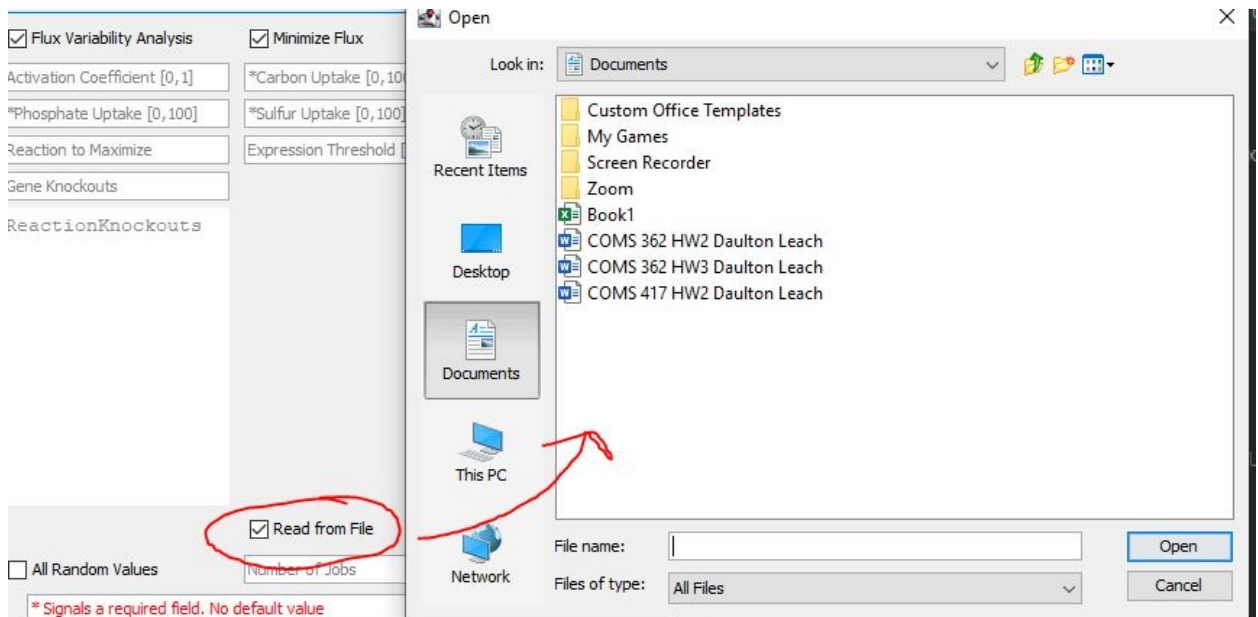 Flux Variability Analysis
Minimize Flux
Activation Coefficient [0,1]
*Carbon Uptake [0,10
*Phosphate Uptake [0,100]
*Sulfur Uptake [0,100]
Reaction to Maximize
Expression Threshold [
Gene Knockouts
ReactionKnockouts
Read from File
All Random Values
Number of Jobs
* Signals a required field. No default value
Open
Look in:
Documents
Recent Items
Desktop
Documents
This PC
Network
Custom Office Templates
My Games
Screen Recorder
Zoom
Book1
COMS 362 HW2 Daulton Leach
COMS 362 HW3 Daulton Leach
COMS 417 HW2 Daulton Leach
File name:
Open
Files of type:
All Files
Cancel